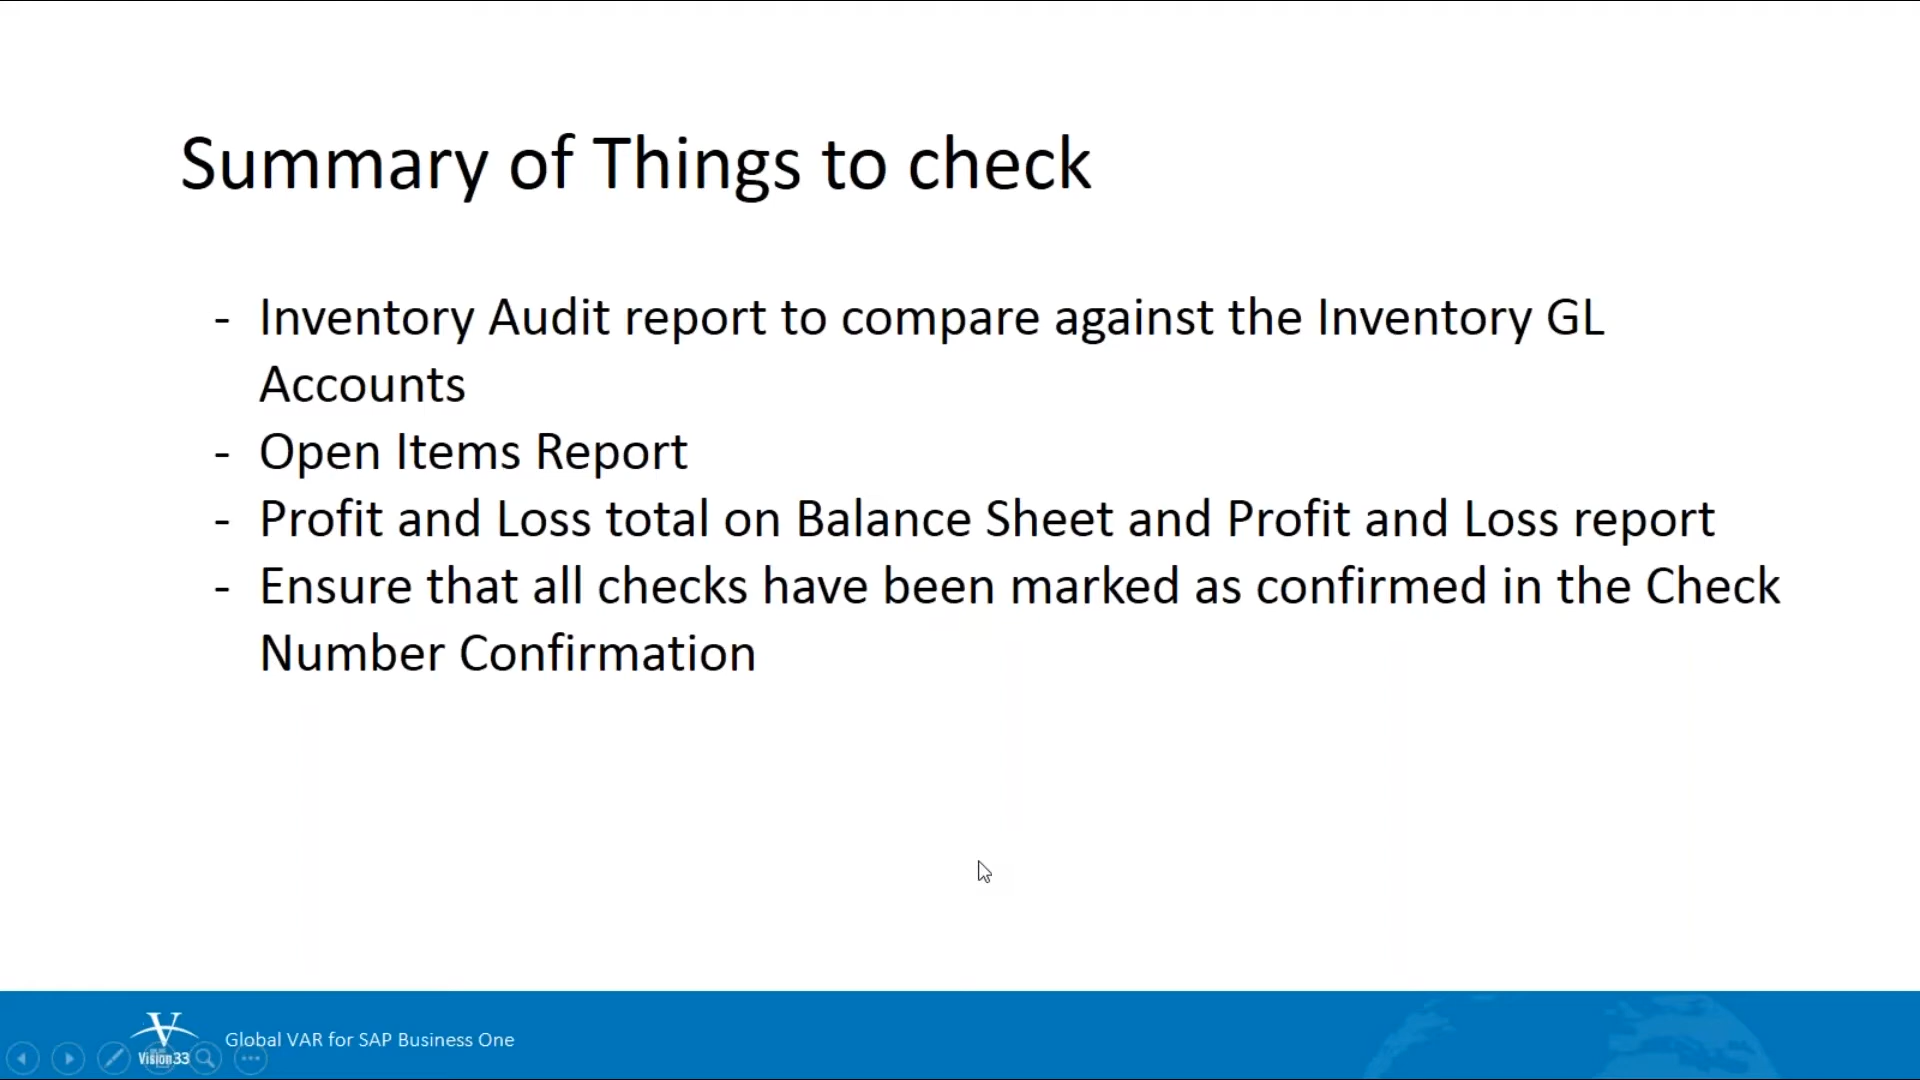 Summary of Things to check
- Inventory Audit report to compare against the Inventory GL
Accounts
- Open Items Report
- Profit and Loss total on Balance Sheet and Profit and Loss report
- Ensure that all checks have been marked as confirmed in the Check
Number Confirmation
V
Vision33
Global VAR for SAP Business One